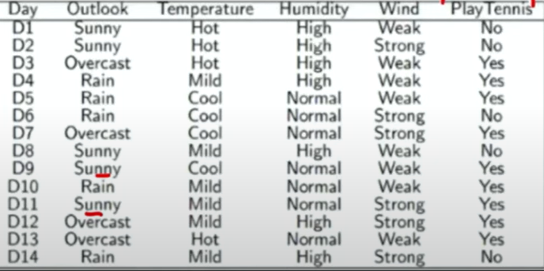 Day Outlook Temperature Humidity Wind PlayTennis
D1 Sunny Hot High Weak No
D2 Sunny Hot High Strong No
D3 Overcast Hot High Weak Yes
D4 Rain Mild High Weak Yes
D5 Rain Cool Normal Weak Yes
D6 Rain Cool Normal Strong No
D7 Overcast Cool Normal Strong Yes
D8 Sunny Mild High Weak No
D9 Sunny Cool Normal Weak Yes
D10 Rain Mild Normal Weak Yes
D11 Sunny Mild Normal Strong Yes
D12 Overcast Mild High Strong Yes
D13 Overcast Hot Normal Weak Yes
D14 Rain Mild High Strong No